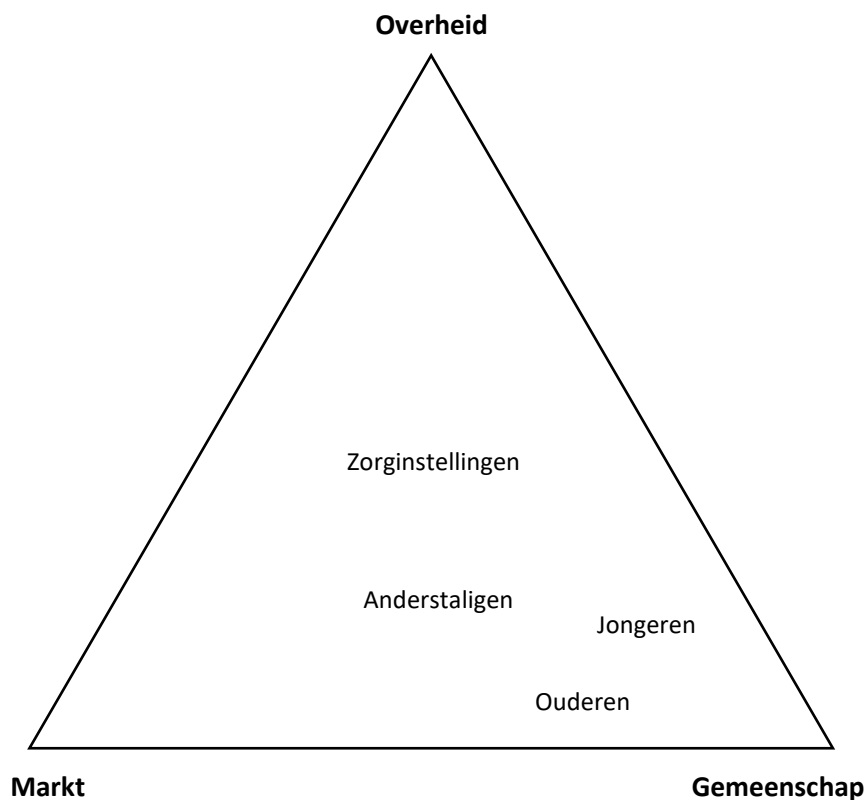 Overheid
Zorginstellingen
Anderstaligen
Jongeren
Ouderen
Markt
Gemeenschap